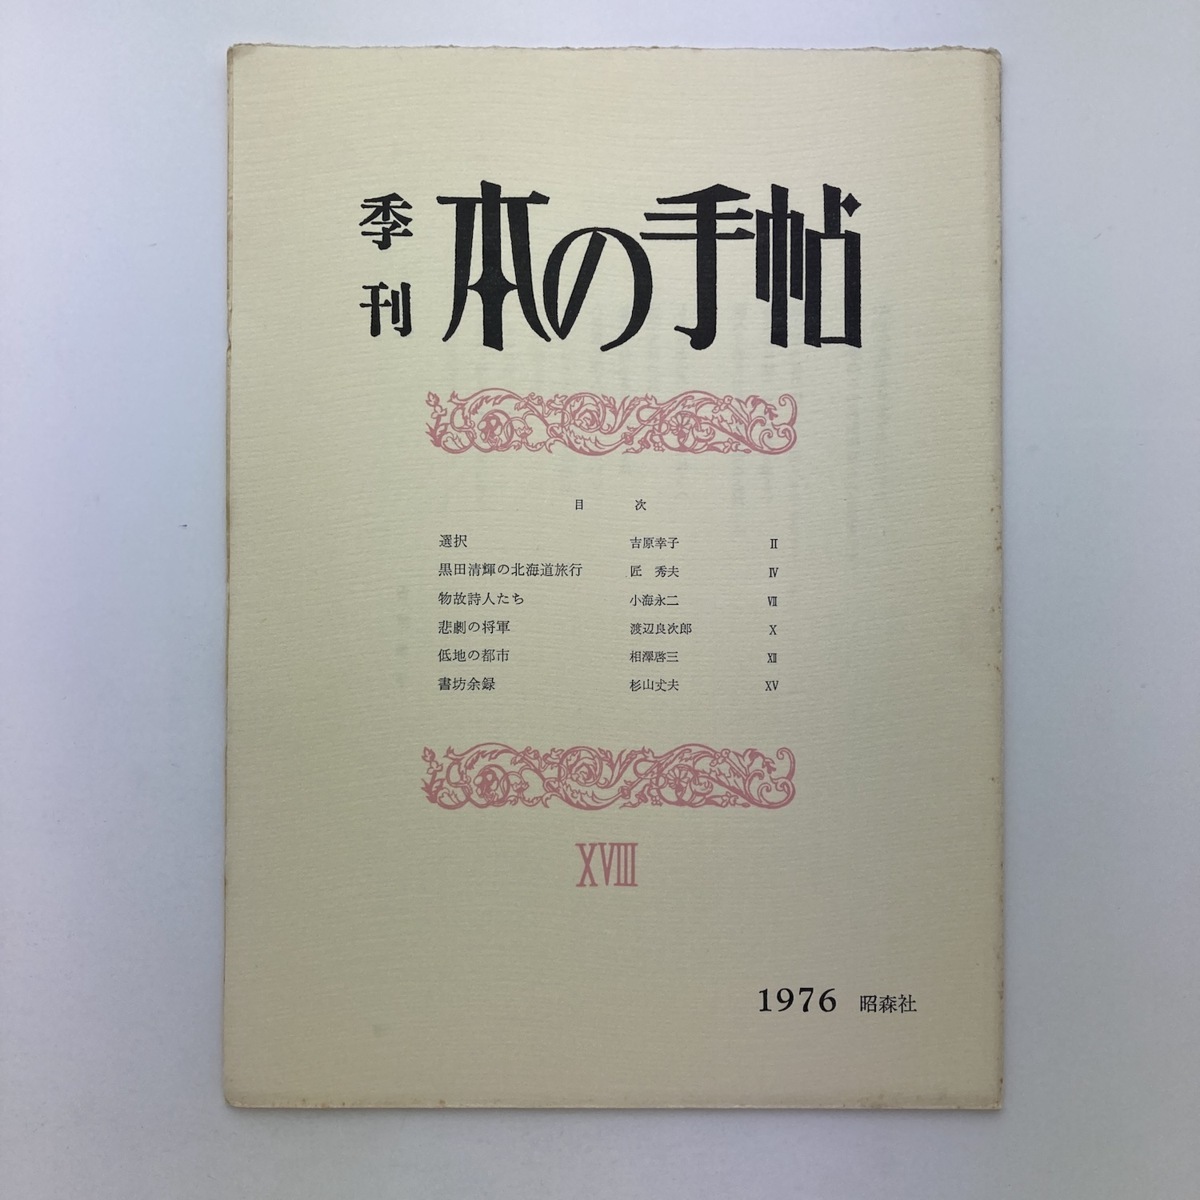 季刊 本の手帖
目 次
選択 吉原幸子 Ⅱ
黒田清輝の北海道旅行 匠 秀夫 Ⅳ
物故詩人たち 小海永二 Ⅶ
悲劇の将軍 渡辺良次郎 Ⅹ
低地の都市 相澤啓三 Ⅻ
書坊余録 杉山丈夫 ⅩⅤ
XVIII
1976 昭森社